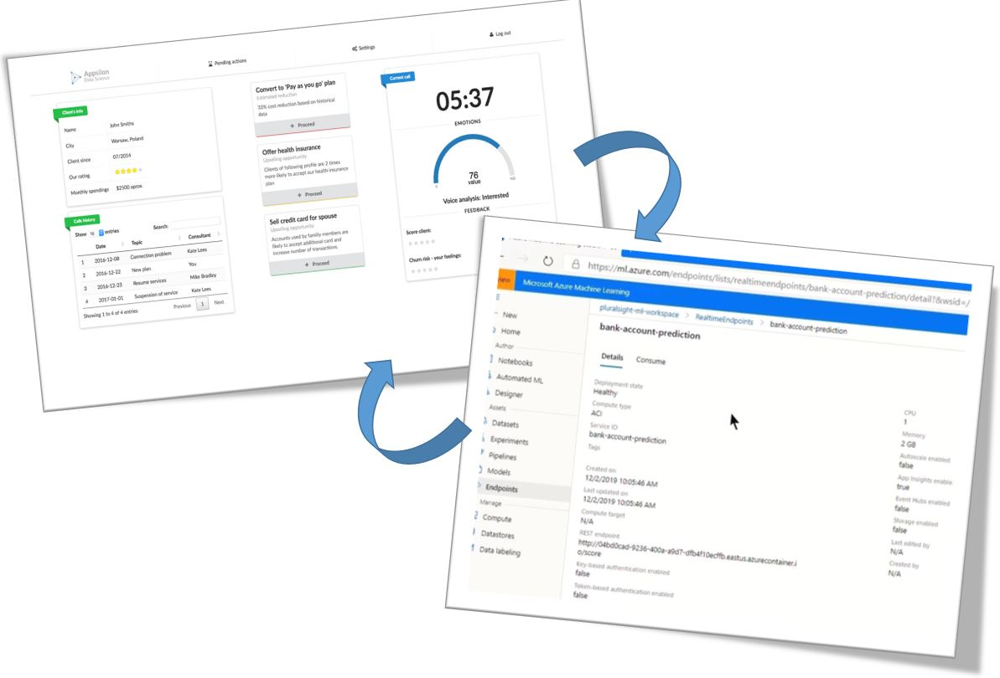 Appsilon
Data Science
Pending actions
Settings
Log out
Client's info
Name John Smiths
City Warsaw, Poland
Client since 07/2014
Our rating
Monthly spendings $2500 aprox.
Calls history
Show 10 entries
Search:
Date Topic Consultant
1 2016-12-08 Connection problem Kate Lees
2 2016-12-22 New plan You
3 2016-12-23 Resume services Mike Bradley
4 2017-01-01 Suspension of service Kate Lees
Showing 1 to 4 of 4 entries
Previous 1 Next
Convert to 'Pay as you go' plan
Estimated reduction
33% cost reduction based on historical
data
+ Proceed
Offer health insurance
Upselling opportunity
Clients of following profile are 2 times
more likely to accept our health insurance
plan
+ Proceed
Sell credit card for spouse
Upselling opportunity
Accounts used by family members are
likely to accept additional card and
increase number of transactions.
+ Proceed
Current call
05:37
EMOTIONS
76
value
0
100
Voice analysis: Interested
FEEDBACK
Score client:
Churn risk - your feelings:
https://ml.azure.com/endpoints/lists/realtimeendpoints/bank-account-prediction/detail?&wsid=/
Microsoft Azure Machine Learning
New
Home
Author
Notebooks
Automated ML
Designer
Assets
Datasets
Experiments
Pipelines
Models
Endpoints
Manage
Compute
Datastores
Data labeling
pluralsight-ml-workspace > RealtimeEndpoints > bank-account-prediction
bank-account-prediction
Details Consume
Deployment state
Healthy
Compute type
ACI
Service ID
bank-account-prediction
Tags
Created on
12/2/2019 10:05:46 AM
Last updated on
12/2/2019 10:05:46 AM
Compute target
N/A
REST endpoint
http://04bd0cad-9236-400a-a9d7-dfb4f10ecffb.eastus.azurecontainer.i
o/score
Key-based authentication enabled
false
Token-based authentication enabled
false
CPU
1
Memory
2 GB
Autoscale enabled
false
App Insights enable
true
Event Hubs enabled
false
Storage enabled
false
Last edited by
N/A
Created by
N/A